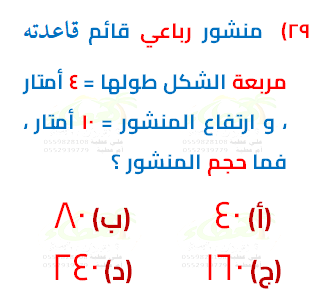 ٢٩) منشور رباعي قائم قاعدته
مربعة الشكل طولها = ٤ أمتار
، و ارتفاع المنشور = ١٠ أمتار ،
فما حجم المنشور ؟
(أ) ٤٠ (ب) ٨٠
(ج) ١٦٠ (د) ٢٤٠